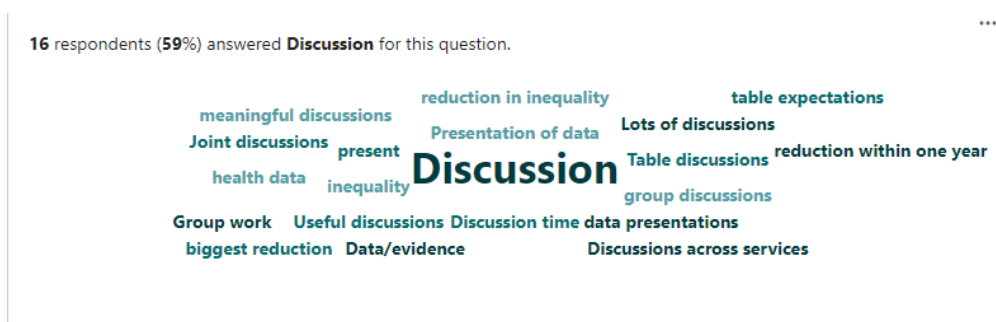 16 respondents (59%) answered Discussion for this question.
reduction in inequality
table expectations
meaningful discussions
Lots of discussions
Presentation of data
Joint discussions
present
reduction within one year
Discussion
Table discussions
health data
inequality
group discussions
Group work
Useful discussions
Discussion time
data presentations
biggest reduction
Data/evidence
Discussions across services